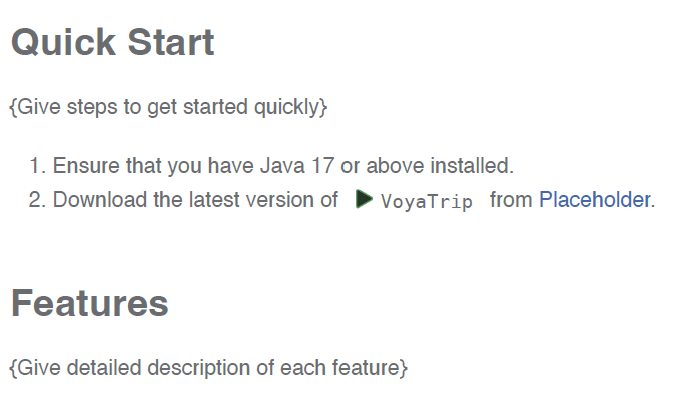 Quick Start
{Give steps to get started quickly}
1. Ensure that you have Java 17 or above installed.
2. Download the latest version of VoyaTrip from Placeholder.
Features
{Give detailed description of each feature}